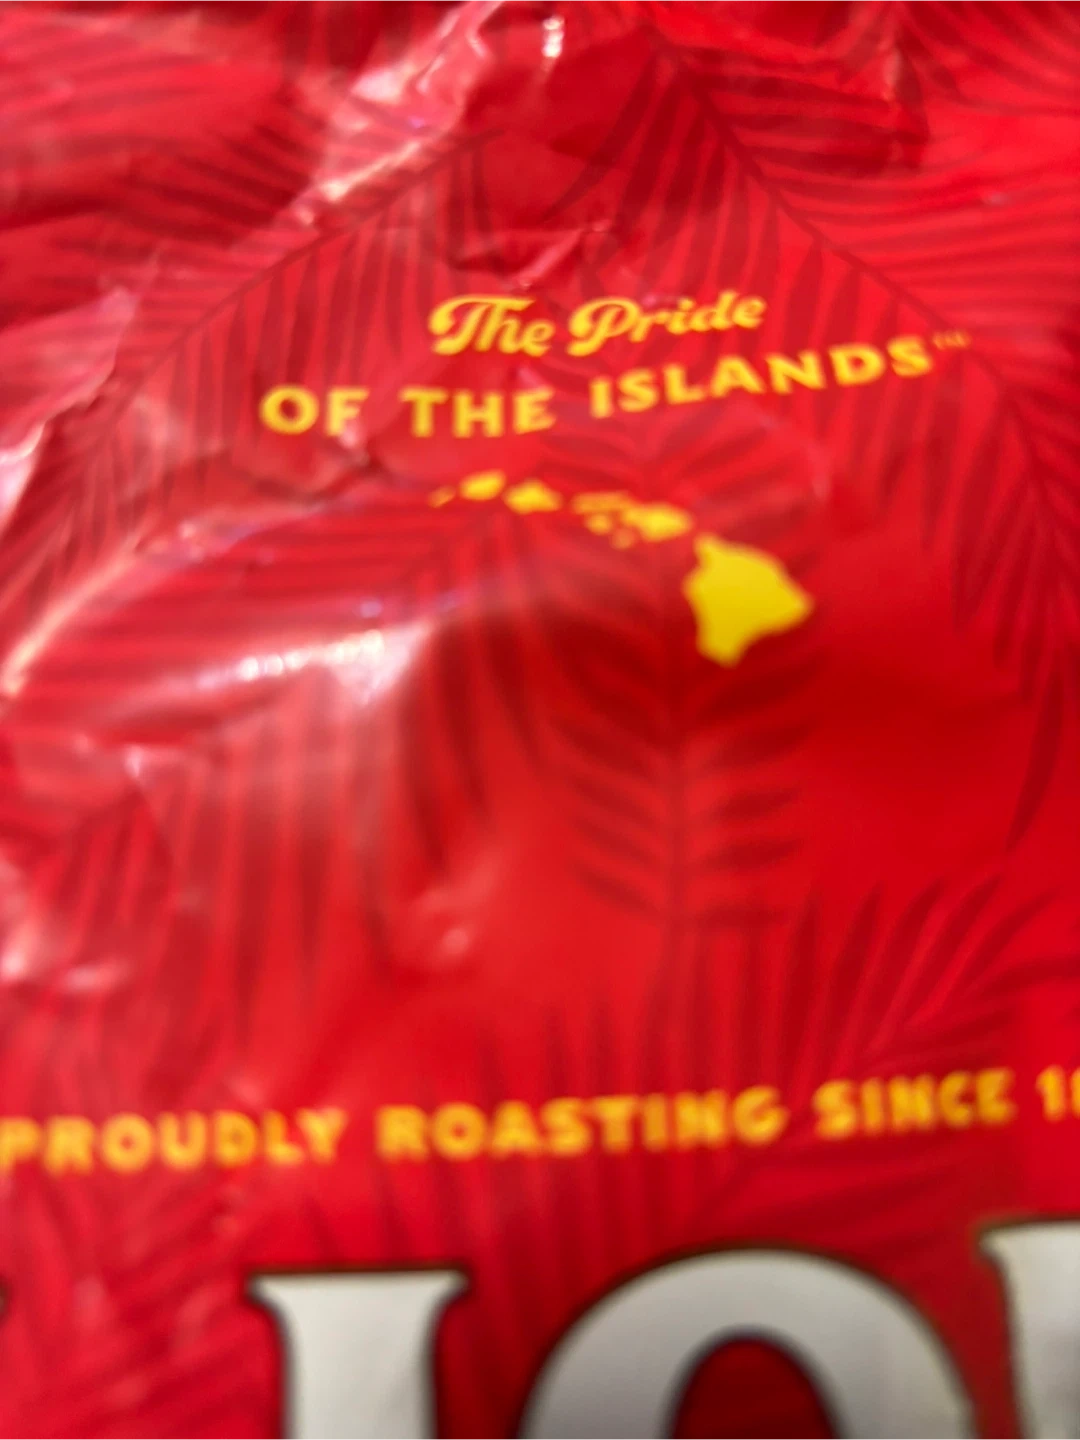 The Pride
OF THE ISLANDS™
PROUDLY ROASTING SINCE